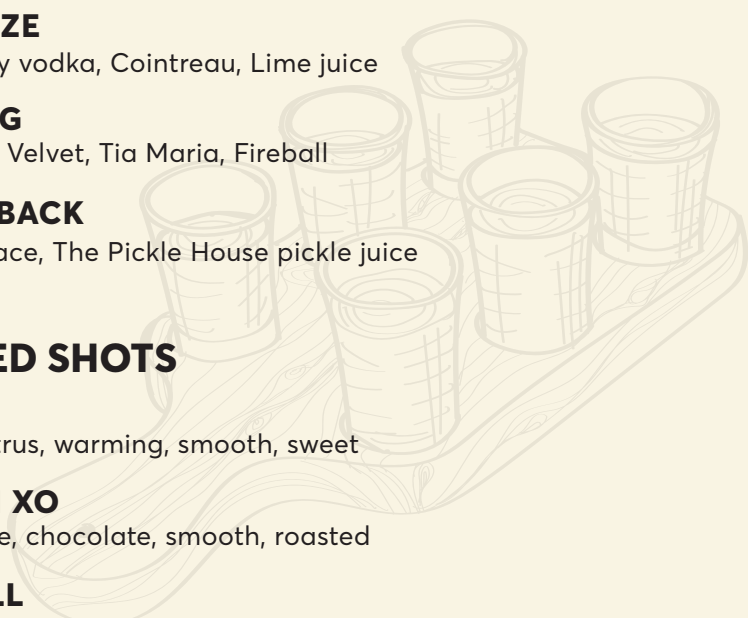 ZE
y vodka, Cointreau, Lime juice
G
Velvet, Tia Maria, Fireball
BACK
ace, The Pickle House pickle juice
ED SHOTS
trus, warming, smooth, sweet
XO
e, chocolate, smooth, roasted
LL